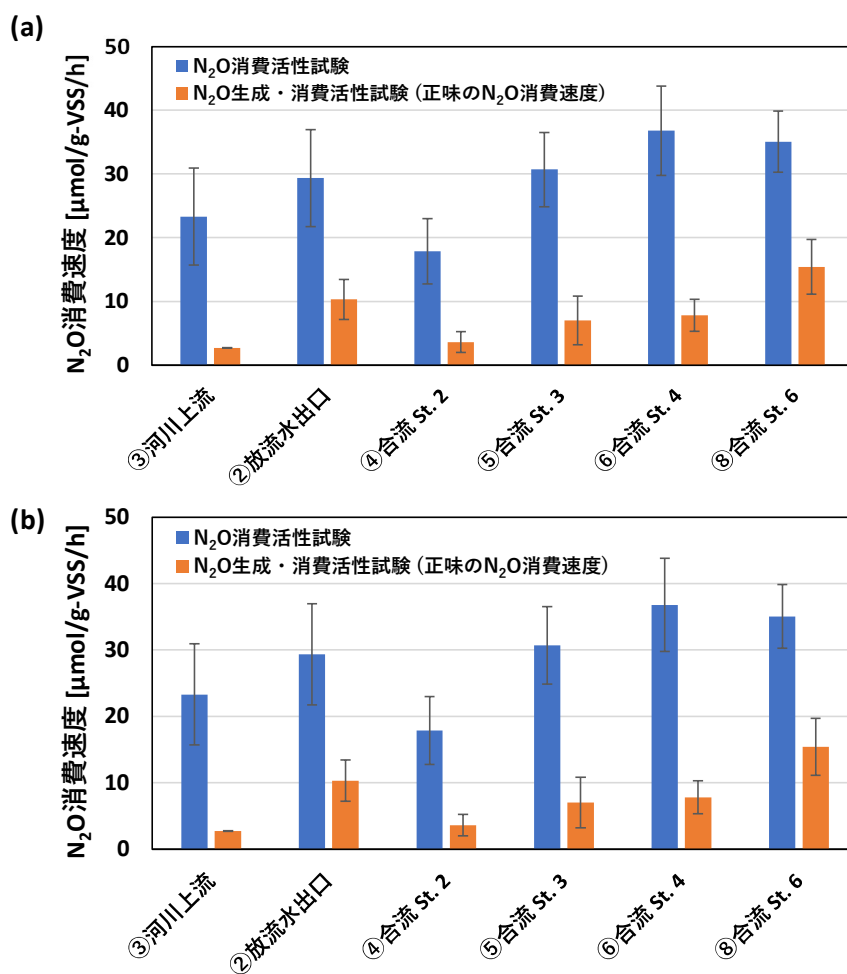 (a)
N₂O消費速度 [μmol/g-VSS/h]
50
40
30
20
10
0
N₂O消費活性試験
N₂O生成・消費活性試験 (正味のN₂O消費速度)
③河川上流
②放流水出口
④合流 St. 2
⑤合流 St. 3
⑥合流 St. 4
⑧合流 St. 6
(b)
N₂O消費速度 [μmol/g-VSS/h]
50
40
30
20
10
0
N₂O消費活性試験
N₂O生成・消費活性試験 (正味のN₂O消費速度)
③河川上流
②放流水出口
④合流 St. 2
⑤合流 St. 3
⑥合流 St. 4
⑧合流 St. 6